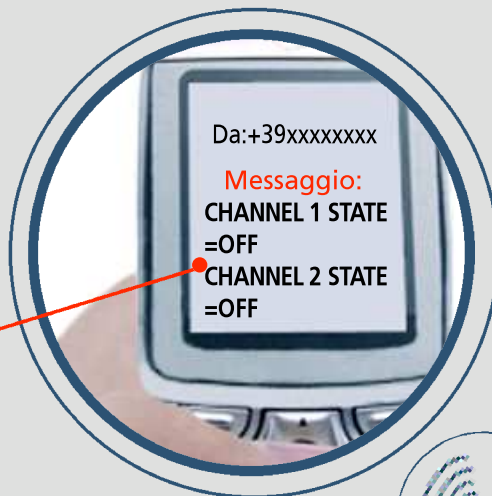 Da:+39xxxxxxxx
Messaggio:
CHANNEL 1 STATE
=OFF
CHANNEL 2 STATE
=OFF